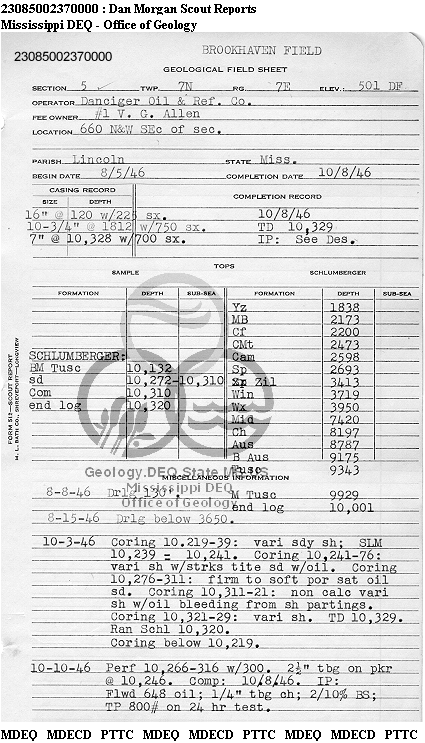 23085002370000 : Dan Morgan Scout Reports
Mississippi DEQ - Office of Geology
BROOKHAVEN FIELD
23085002370000
GEOLOGICAL FIELD SHEET
SECTION 5 TWP. 7N RG. 7E ELEV.: 501 DF
OPERATOR Danciger Oil & Ref. Co.
FEE OWNER #1 V. G. Allen
LOCATION 660 N&W SEc of sec.
PARISH Lincoln STATE Miss.
BEGIN DATE 8/5/46 COMPLETION DATE 10/8/46
CASING RECORD
SIZE DEPTH COMPLETION RECORD
16" @ 120 w/225 sx. 10/8/46
10-3/4" @ 1812 w/750 sx. TD 10,329
7" @ 10,328 w/700 sx. IP: See Des.
TOPS
SAMPLE SCHLUMBERGER
FORMATION DEPTH SUB-SEA FORMATION DEPTH SUB-SEA
Yz 1838
MB 2173
Cf 2200
CMt 2473
SCHLUMBERGER: Cam 2598
BM Tusc 10,132 Sp 2693
sd 10,272-10,310 Zil 3413
Com 10,310 Win 3719
end log 10,320 Wx 3950
Mid 7420
Ch 8197
Aus 8787
B Aus 9175
Tusc 9343
Geology.DEQ.State.MS.US
MISCELLANEOUS INFORMATION
Mississippi DEQ
Office of Geology
8-8-46 Drlg 130'. M Tusc 9929
end log 10,001
8-15-46 Drlg below 3650.
10-3-46 Coring 10,219-39: vari sdy sh; SLM
10,239 = 10,241. Coring 10,241-76:
vari sh w/strks tite sd w/oil. Coring
10,276-311: firm to soft por sat oil
sd. Coring 10,311-21: non calc vari
sh w/oil bleeding from sh partings.
Coring 10,321-29: vari sh. TD 10,329.
Ran Schl 10,320.
Coring below 10,219.
10-10-46 Perf 10,266-316 w/300. 2½" tbg on pkr
@ 10,246. Comp: 10/8/46. IP:
Flwd 648 oil; 1/4" tbg ch; 2/10% BS;
TP 800# on 24 hr test.
FORM 511—SCOUT REPORT
M. L. BATH CO., SHREVEPORT—LONGVIEW
MDEQ MDECD PTTC MDEQ MDECD PTTC MDEQ MDECD PTTC